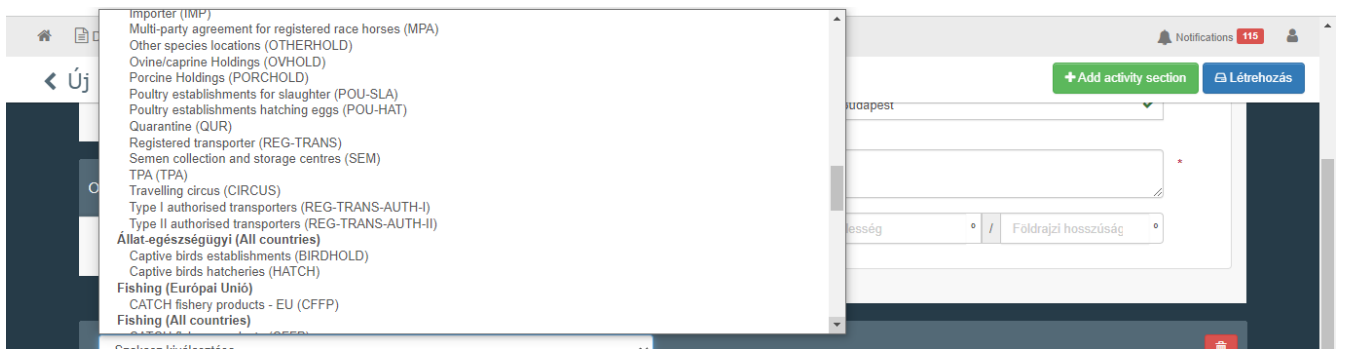 Importer (IMP)
Multi-party agreement for registered race horses (MPA)
Other species locations (OTHERHOLD)
Ovine/caprine Holdings (OVHOLD)
Porcine Holdings (PORCHOLD)
Poultry establishments for slaughter (POU-SLA)
Poultry establishments hatching eggs (POU-HAT)
Quarantine (QUR)
Registered transporter (REG-TRANS)
Semen collection and storage centres (SEM)
TPA (TPA)
Travelling circus (CIRCUS)
Type I authorised transporters (REG-TRANS-AUTH-I)
Type II authorised transporters (REG-TRANS-AUTH-II)
Állat-egészségügyi (All countries)
Captive birds establishments (BIRDHOLD)
Captive birds hatcheries (HATCH)
Fishing (Európai Unió)
CATCH fishery products - EU (CFFP)
Fishing (All countries)
D
Notifications 115
Új
+ Add activity section
Létrehozás
Budapest
*
O
lesség º / Földrajzi hosszúság º
Szakasz kiválasztása